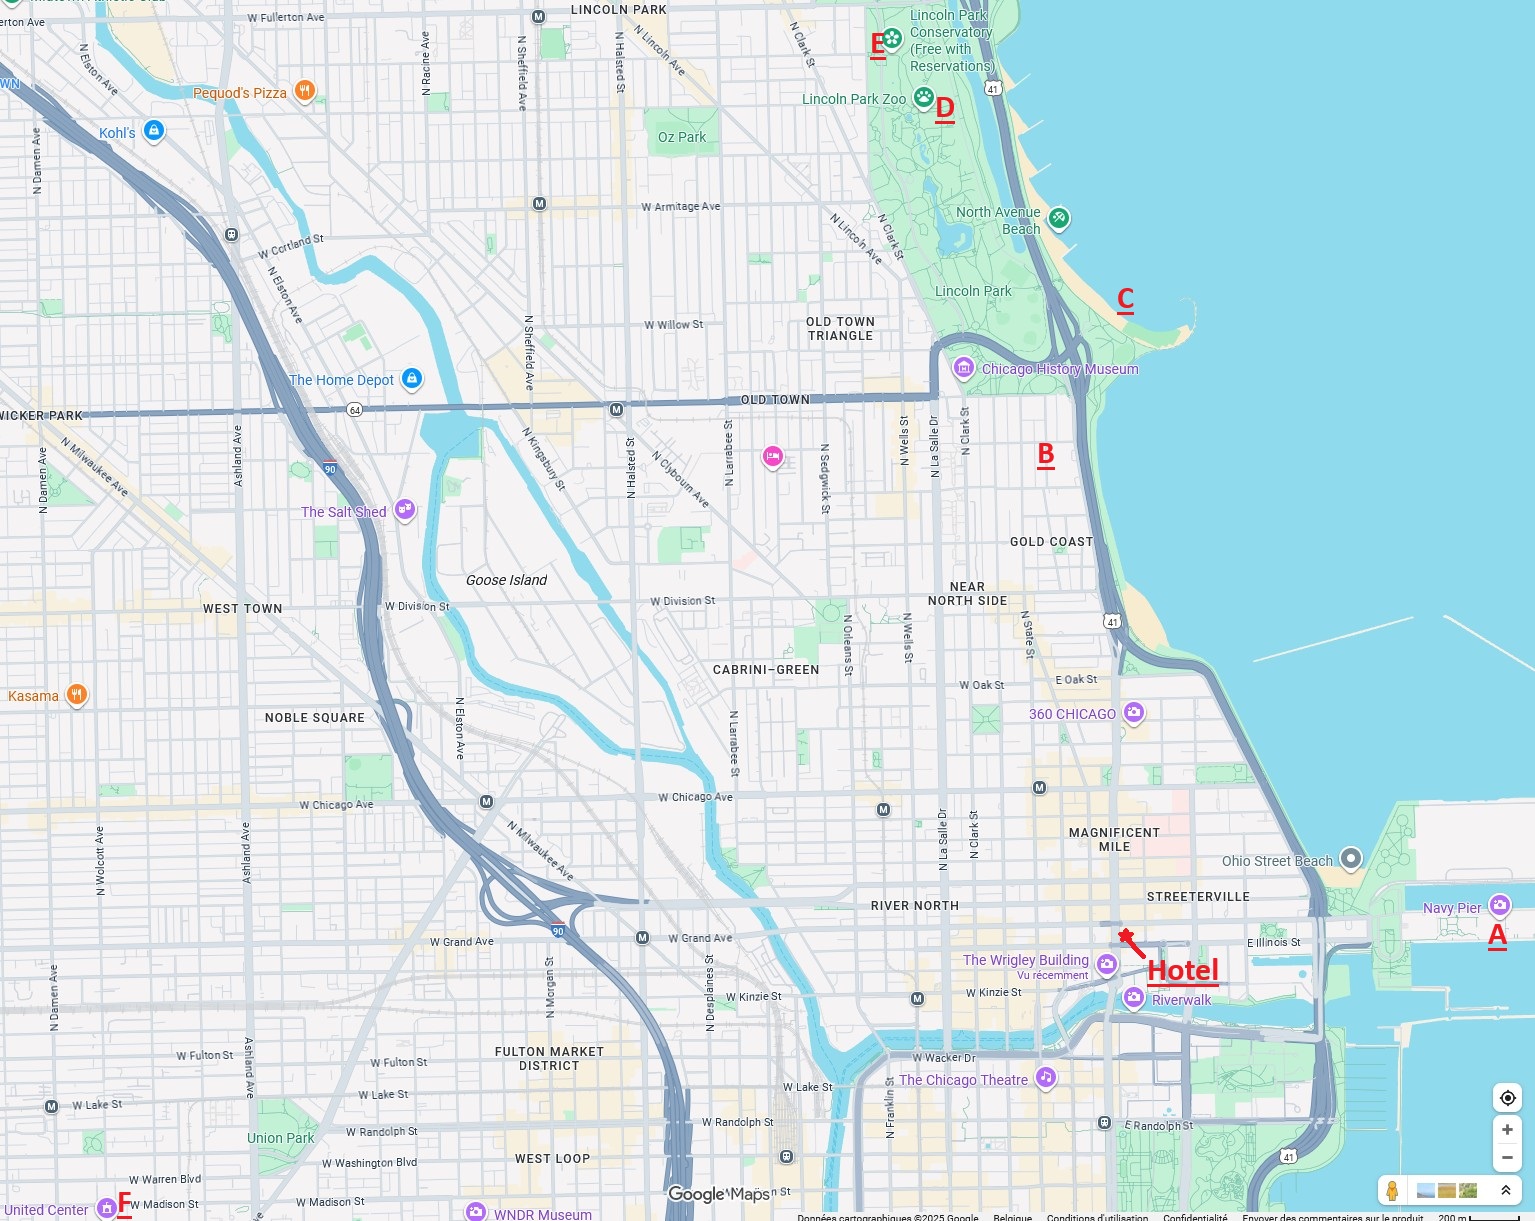 Midtown Athletic Club
W Fullerton Ave
LINCOLN PARK
Lincoln Park
Conservatory
(Free with
Reservations)
E
N Elston Ave
N Racine Ave
N Sheffield Ave
N Halsted St
N Lincoln Ave
N Clark St
Pequod's Pizza
41
Lincoln Park Zoo
D
Kohl's
Oz Park
N Damen Ave
W Armitage Ave
North Avenue
Beach
N Lincoln Ave
N Clark St
W Cortland St
N Elston Ave
Lincoln Park
C
W Willow St
OLD TOWN
TRIANGLE
N Sheffield Ave
Chicago History Museum
The Home Depot
64
OLD TOWN
WICKER PARK
N Milwaukee Ave
N Damen Ave
Ashland Ave
90
N Kingsbury St
N Halsted St
N Clybourn Ave
N Larrabee St
N Sedgwick St
N Wells St
N La Salle Dr
N Clark St
B
The Salt Shed
GOLD COAST
Goose Island
NEAR
NORTH SIDE
WEST TOWN
W Division St
W Division St
N Orleans St
N Wells St
N State St
41
CABRINI–GREEN
Kasama
W Oak St
E Oak St
NOBLE SQUARE
N Elston Ave
N Larrabee St
360 CHICAGO
W Chicago Ave
W Chicago Ave
N Milwaukee Ave
N Wolcott Ave
Ashland Ave
N La Salle Dr
N Clark St
MAGNIFICENT
MILE
Ohio Street Beach
RIVER NORTH
STREETERVILLE
Navy Pier
A
90
W Grand Ave
W Grand Ave
E Illinois St
The Wrigley Building
Vu récemment
Hotel
N Damen Ave
N Morgan St
N Desplaines St
W Kinzie St
W Kinzie St
Riverwalk
W Fulton St
W Fulton St
FULTON MARKET
DISTRICT
W Wacker Dr
Ashland Ave
W Lake St
W Lake St
W Lake St
The Chicago Theatre
N Franklin St
Union Park
W Randolph St
W Randolph St
E Randolph St
W Washington Blvd
WEST LOOP
41
W Warren Blvd
W Madison St
W Madison St
United Center
F
WNDR Museum
Google Maps
Données cartographiques ©2025 Google
Belgique
Conditions d'utilisation
Confidentialité
Envoyer des commentaires sur le produit
200 m